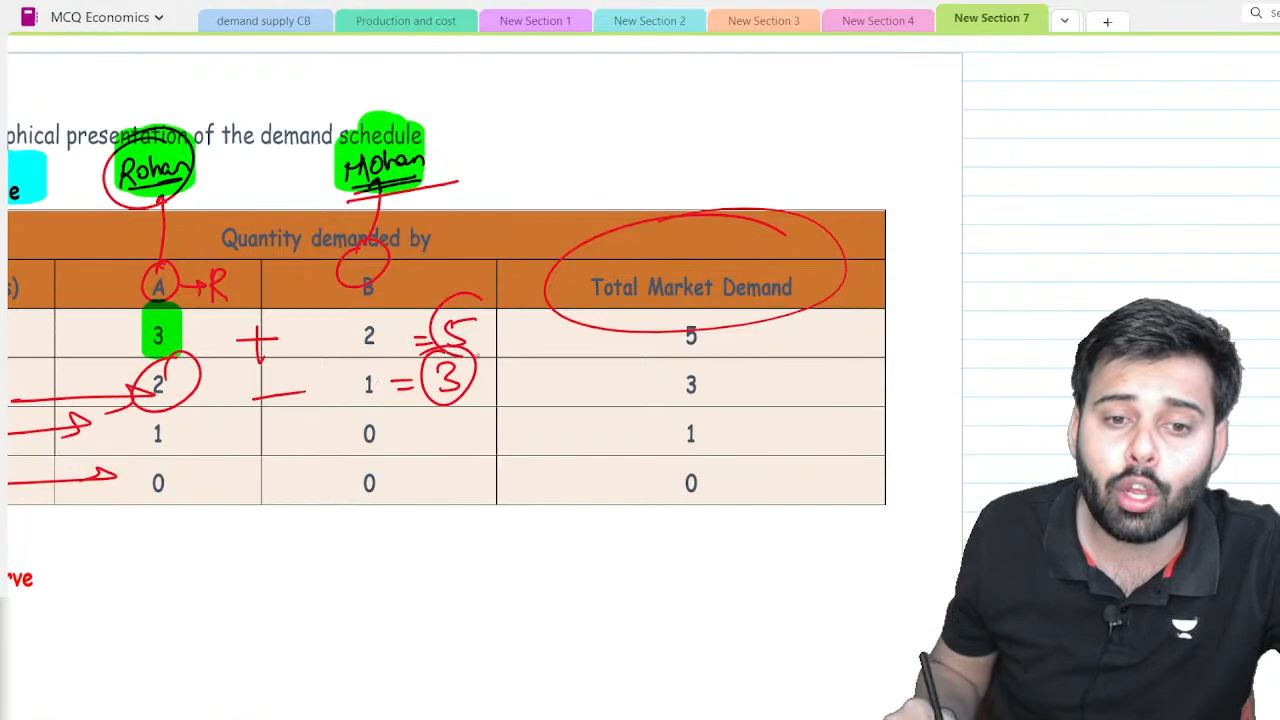 MCQ Economics
demand supply CB
Production and cost
New Section 1
New Section 2
New Section 3
New Section 4
New Section 7
+
Se
phical presentation of the demand schedule
Rohan
Mohan
e
Quantity demanded by
s)
A → R
B
Total Market Demand
3 + 2 = 5 5
2 — 1 = 3 3
1 0 1
0 0 0
rve